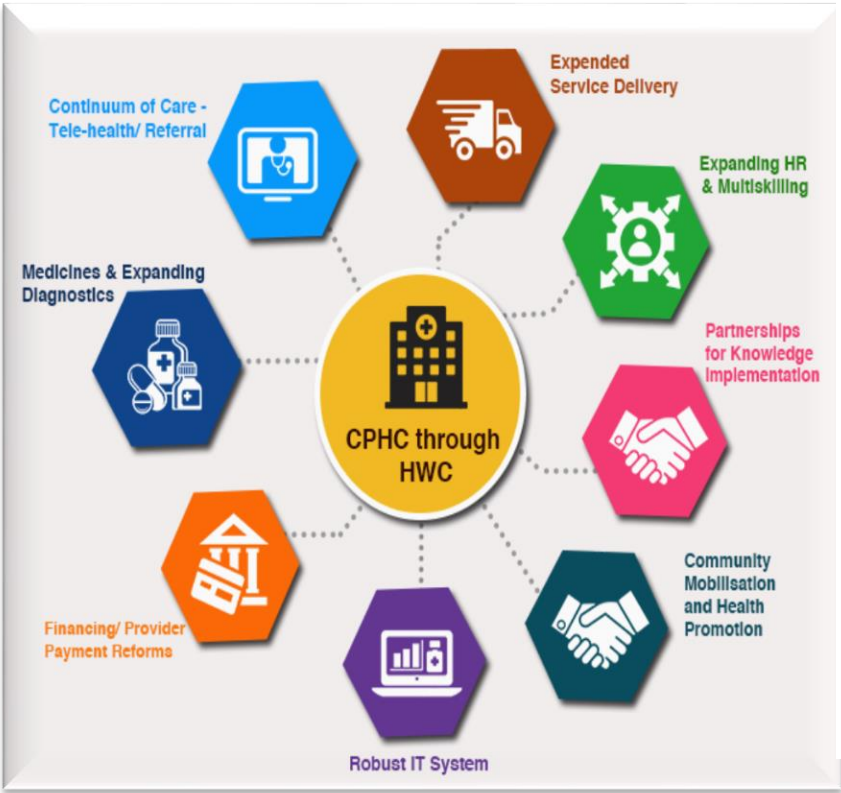 Expended
Service Delivery
Continuum of Care -
Tele-health/ Referral
Expanding HR
& Multiskilling
Medicines & Expanding
Diagnostics
Partnerships
for Knowledge
Implementation
CPHC through
HWC
Community
Mobilisation
and Health
Promotion
Financing/ Provider
Payment Reforms
Robust IT System